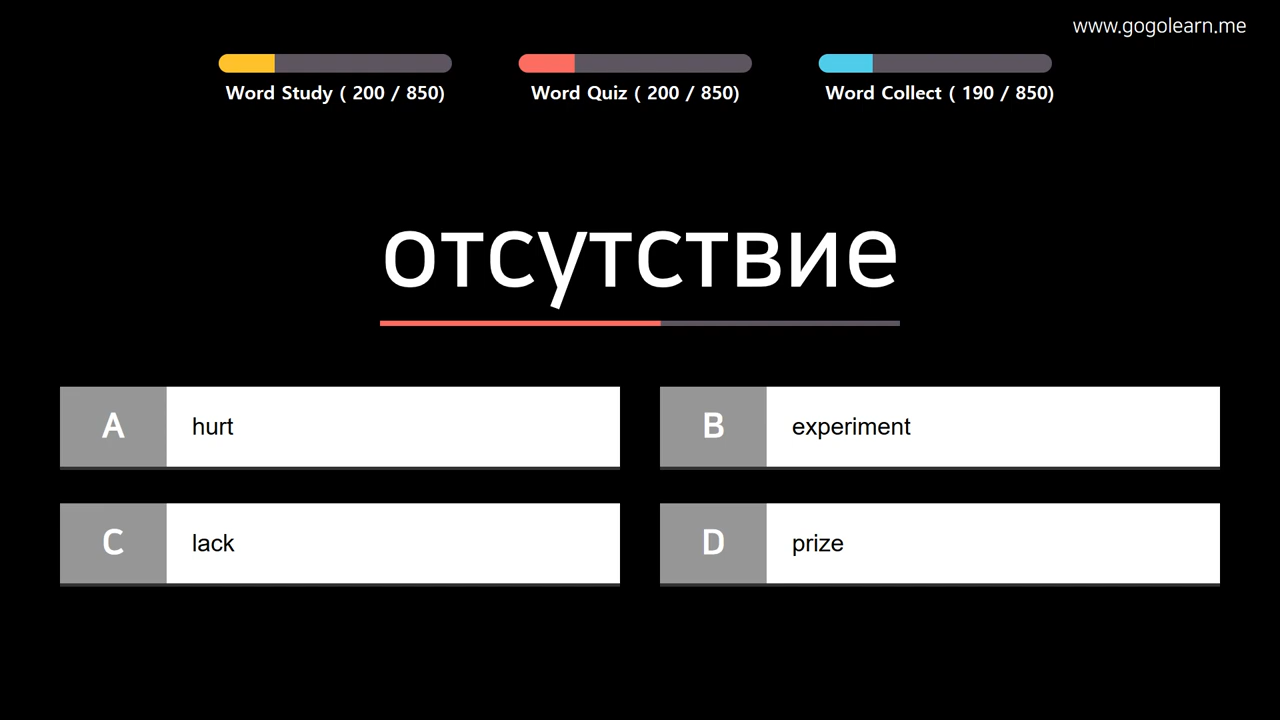 www.gogolearn.me
Word Study ( 200 / 850)
Word Quiz ( 200 / 850)
Word Collect ( 190 / 850)
отсутствие
A hurt
B experiment
C lack
D prize